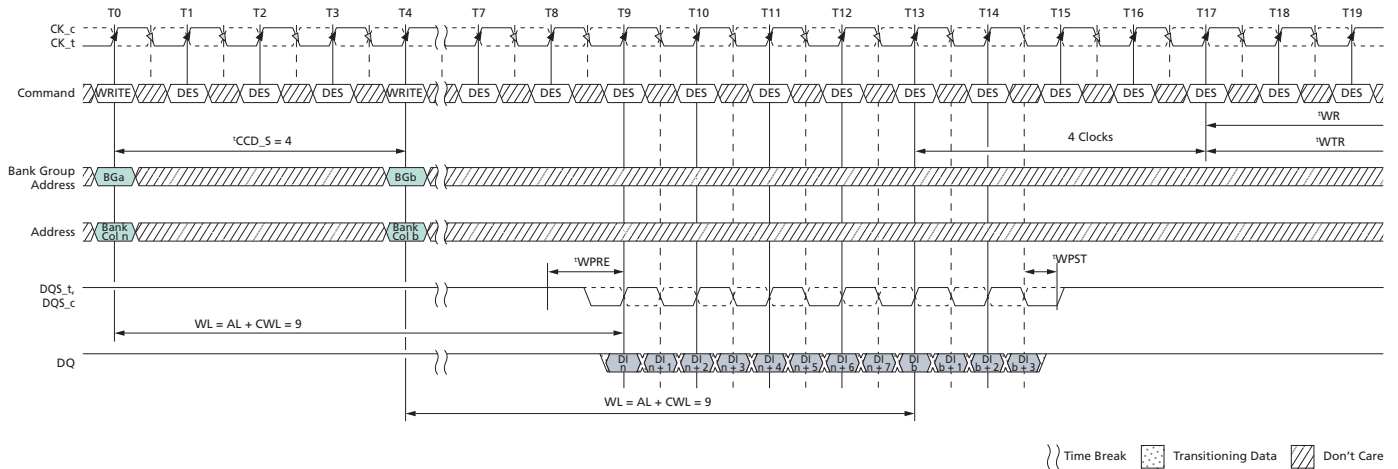 T0 T1 T2 T3 T4 T7 T8 T9 T10 T11 T12 T13 T14 T15 T16 T17 T18 T19
CK_c
CK_t
Command WRITE DES DES DES WRITE DES DES DES DES DES DES DES DES DES DES DES DES DES
tWR
tCCD_S = 4 4 Clocks tWTR
Bank Group
Address
BGa BGb
Address
Bank
Col n
Bank
Col b
tWPRE tWPST
DQS_t,
DQS_c
WL = AL + CWL = 9
DQ
DI
n
DI
n + 1
DI
n + 2
DI
n + 3
DI
n + 4
DI
n + 5
DI
n + 6
DI
n + 7
DI
b
DI
b + 1
DI
b + 2
DI
b + 3
WL = AL + CWL = 9
Time Break Transitioning Data Don't Care